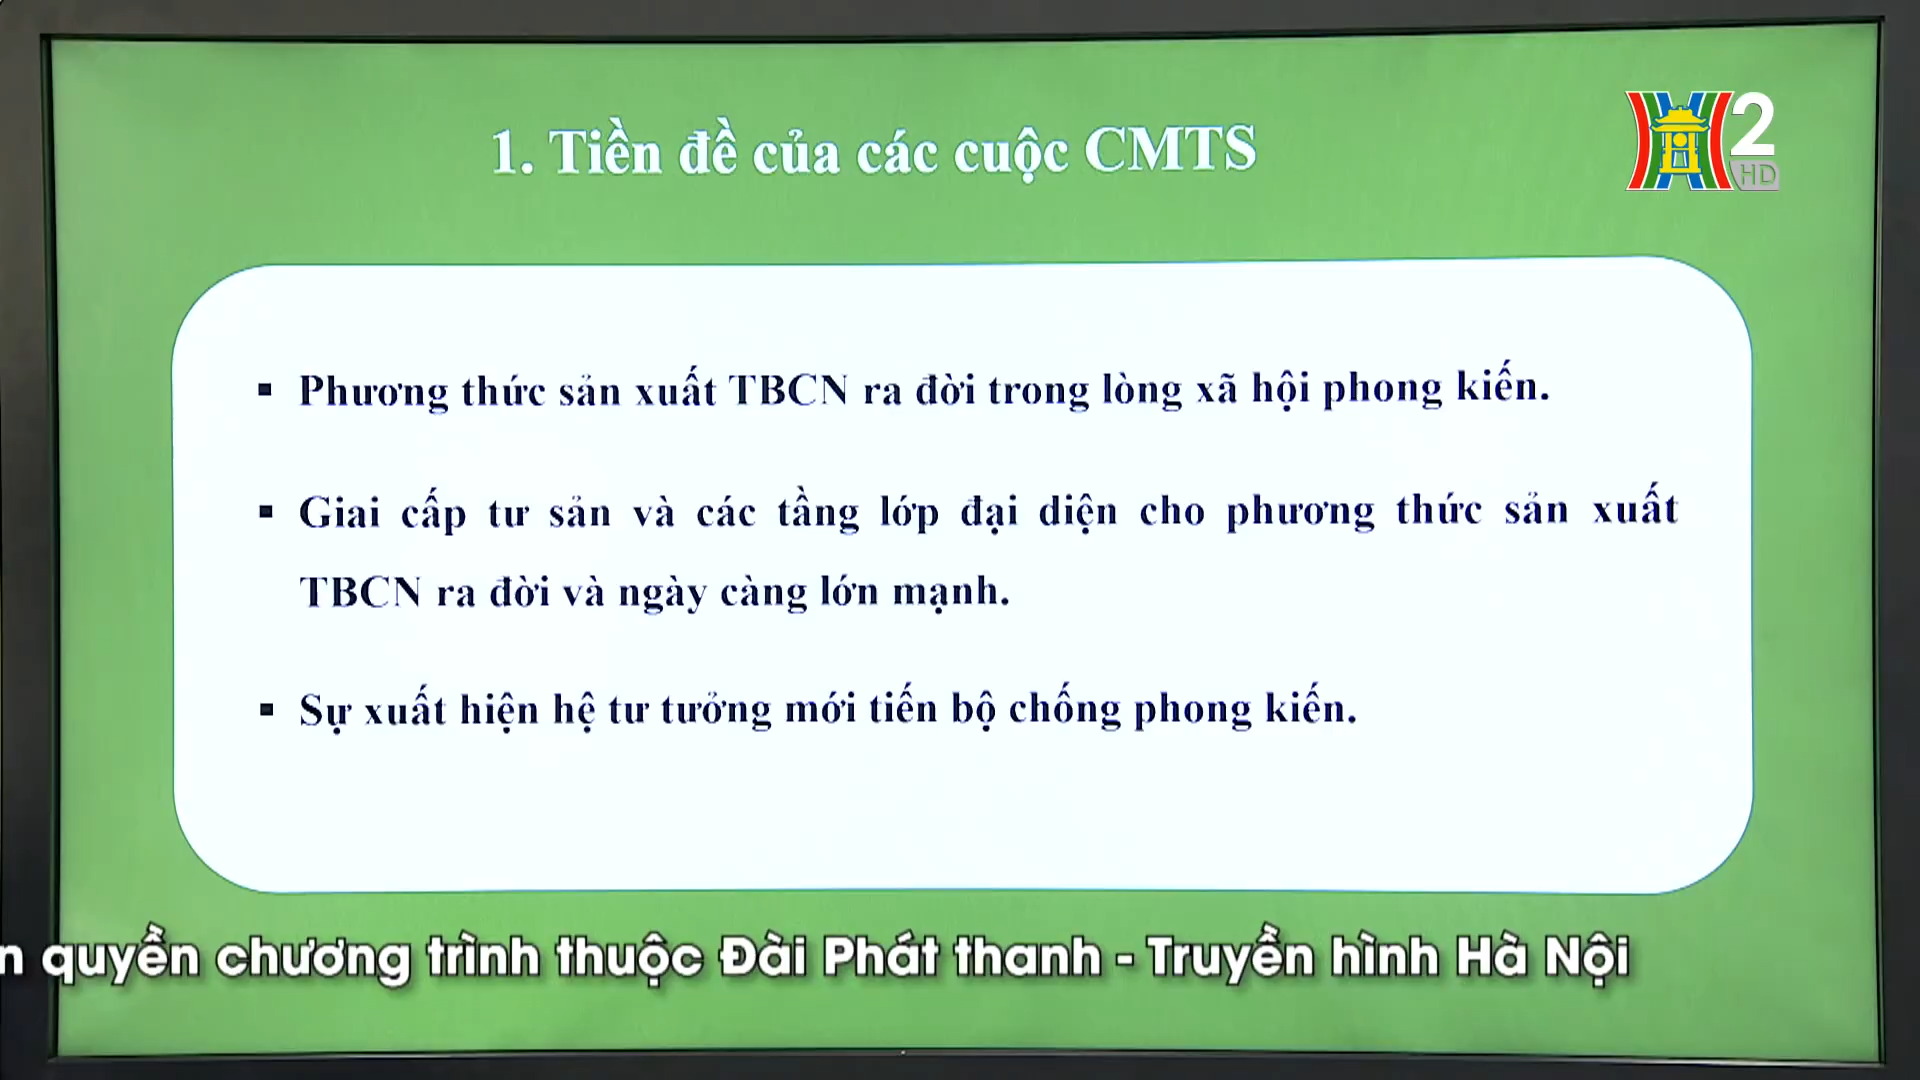 2
HD
1. Tiền đề của các cuộc CMTS
▪ Phương thức sản xuất TBCN ra đời trong lòng xã hội phong kiến.
▪ Giai cấp tư sản và các tầng lớp đại diện cho phương thức sản xuất
TBCN ra đời và ngày càng lớn mạnh.
▪ Sự xuất hiện hệ tư tưởng mới tiến bộ chống phong kiến.
quyền chương trình thuộc Đài Phát thanh - Truyền hình Hà Nội